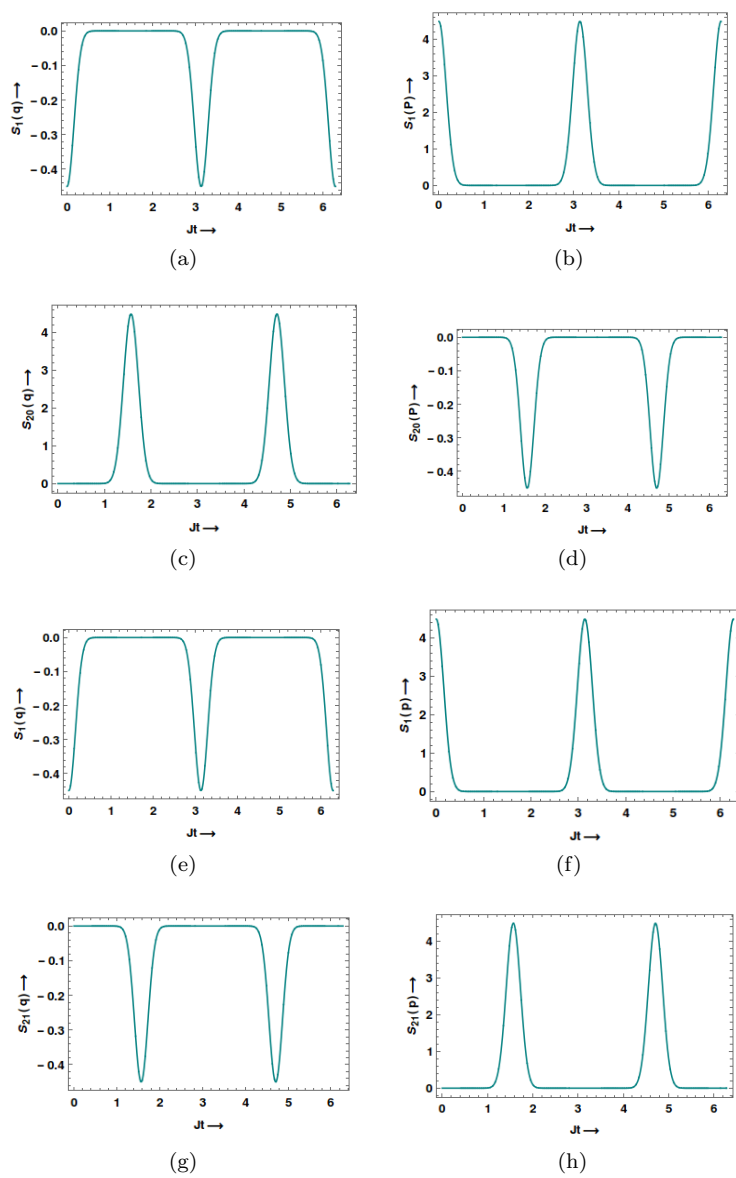 0.0
− 0.1
− 0.2
− 0.3
− 0.4
S1(q) ⟶
0 1 2 3 4 5 6
Jt ⟶
(a)
4
3
2
1
0
S1(P) ⟶
0 1 2 3 4 5 6
Jt ⟶
(b)
4
3
2
1
0
S20(q) ⟶
0 1 2 3 4 5 6
Jt ⟶
(c)
0.0
− 0.1
− 0.2
− 0.3
− 0.4
S20(P) ⟶
0 1 2 3 4 5 6
Jt ⟶
(d)
0.0
− 0.1
− 0.2
− 0.3
− 0.4
S1(q) ⟶
0 1 2 3 4 5 6
Jt ⟶
(e)
4
3
2
1
0
S1(p) ⟶
0 1 2 3 4 5 6
Jt ⟶
(f)
0.0
− 0.1
− 0.2
− 0.3
− 0.4
S21(q) ⟶
0 1 2 3 4 5 6
Jt ⟶
(g)
4
3
2
1
0
S21(p) ⟶
0 1 2 3 4 5 6
Jt ⟶
(h)